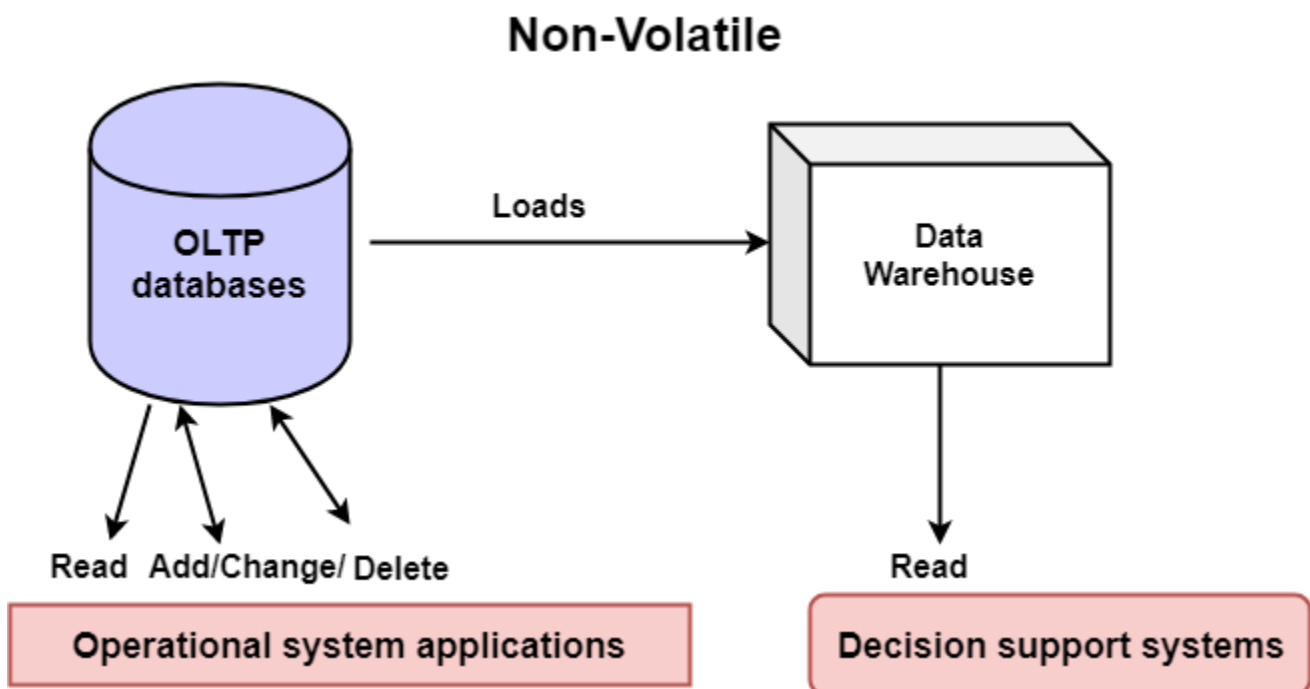 Non-Volatile
OLTP
databases
Loads
Data
Warehouse
Read Add/Change/ Delete
Read
Operational system applications
Decision support systems